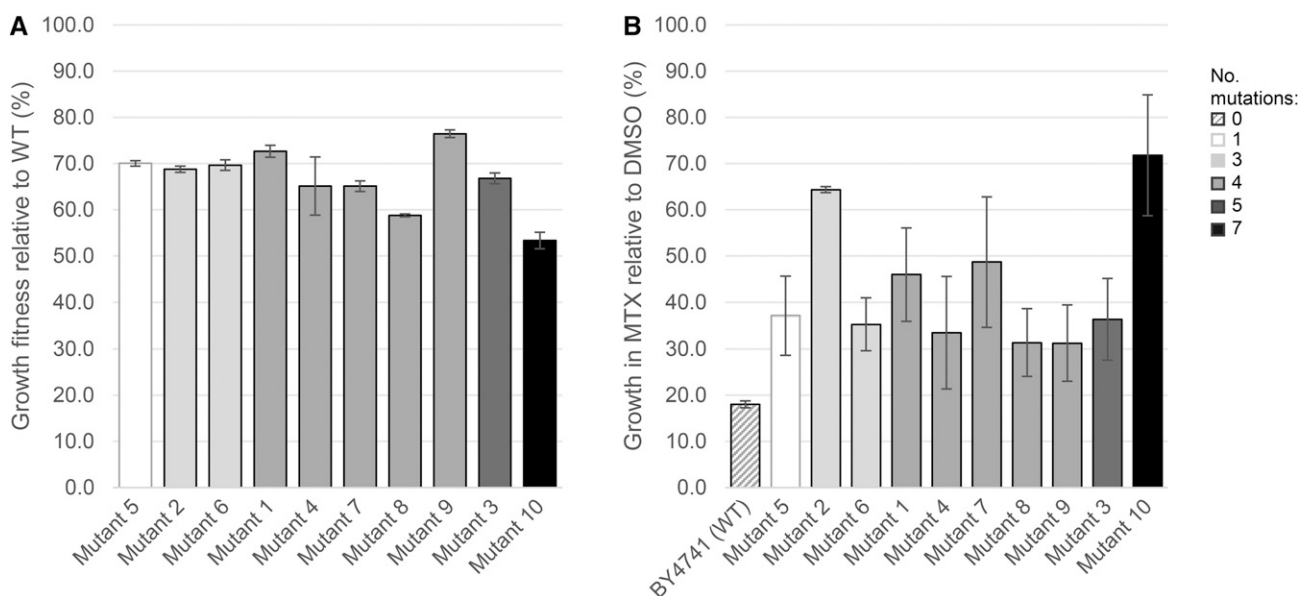 A
Growth fitness relative to WT (%)
100.0
90.0
80.0
70.0
60.0
50.0
40.0
30.0
20.0
10.0
0.0
Mutant 5
Mutant 2
Mutant 6
Mutant 1
Mutant 4
Mutant 7
Mutant 8
Mutant 9
Mutant 3
Mutant 10
B
Growth in MTX relative to DMSO (%)
100.0
90.0
80.0
70.0
60.0
50.0
40.0
30.0
20.0
10.0
0.0
BY4741 (WT)
Mutant 5
Mutant 2
Mutant 6
Mutant 1
Mutant 4
Mutant 7
Mutant 8
Mutant 9
Mutant 3
Mutant 10
No.
mutations:
0
1
3
4
5
7